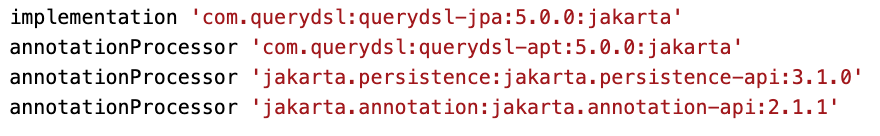 implementation 'com.querydsl:querydsl-jpa:5.0.0:jakarta'
annotationProcessor 'com.querydsl:querydsl-apt:5.0.0:jakarta'
annotationProcessor 'jakarta.persistence:jakarta.persistence-api:3.1.0'
annotationProcessor 'jakarta.annotation:jakarta.annotation-api:2.1.1'